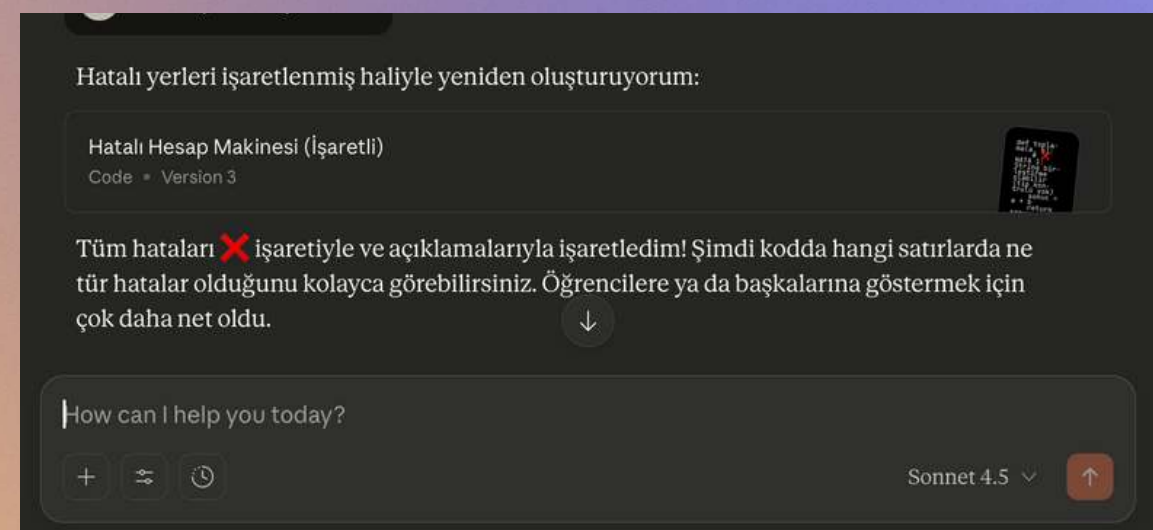 Hatalı yerleri işaretlenmiş haliyle yeniden oluşturuyorum:
Hatalı Hesap Makinesi (İşaretli)
Code • Version 3
Tüm hataları ❌ işaretiyle ve açıklamalarıyla işaretledim! Şimdi kodda hangi satırlarda ne
tür hatalar olduğunu kolayca görebilirsiniz. Öğrencilere ya da başkalarına göstermek için
çok daha net oldu.
How can I help you today?
Sonnet 4.5